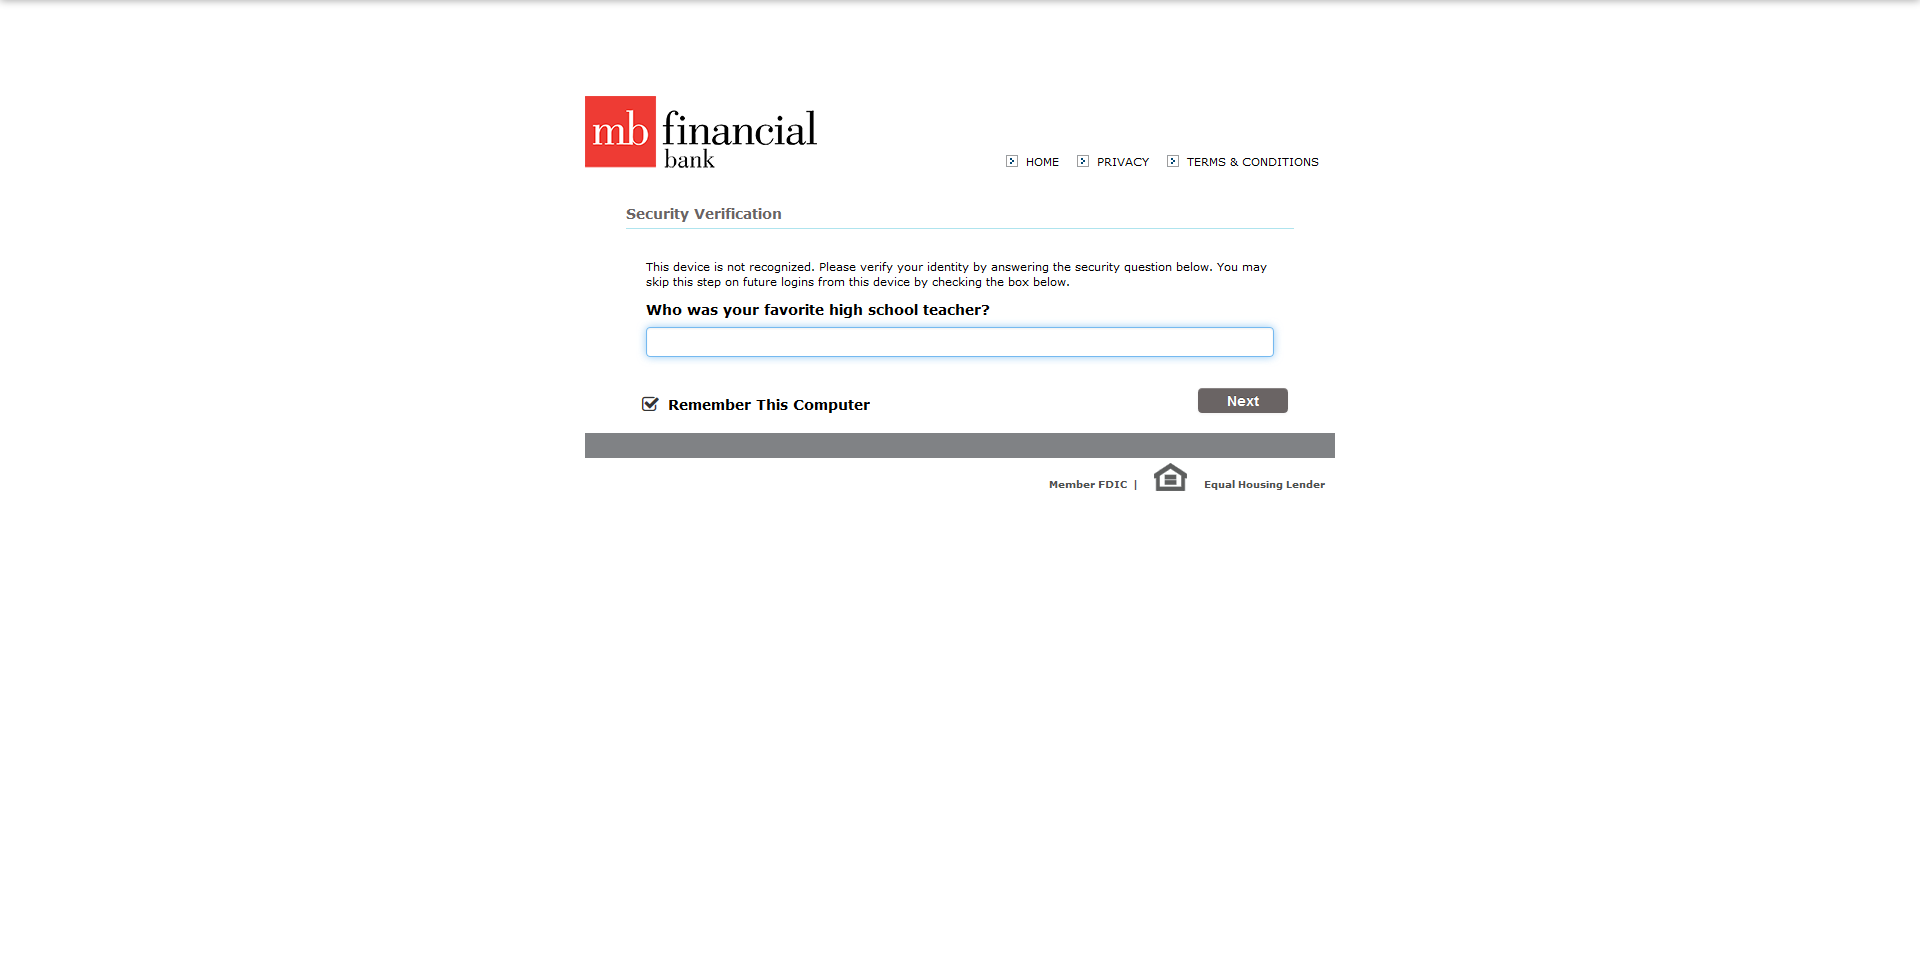 mb financial
bank
HOME PRIVACY TERMS & CONDITIONS
Security Verification
This device is not recognized. Please verify your identity by answering the security question below. You may
skip this step on future logins from this device by checking the box below.
Who was your favorite high school teacher?
Remember This Computer
Next
Member FDIC | Equal Housing Lender